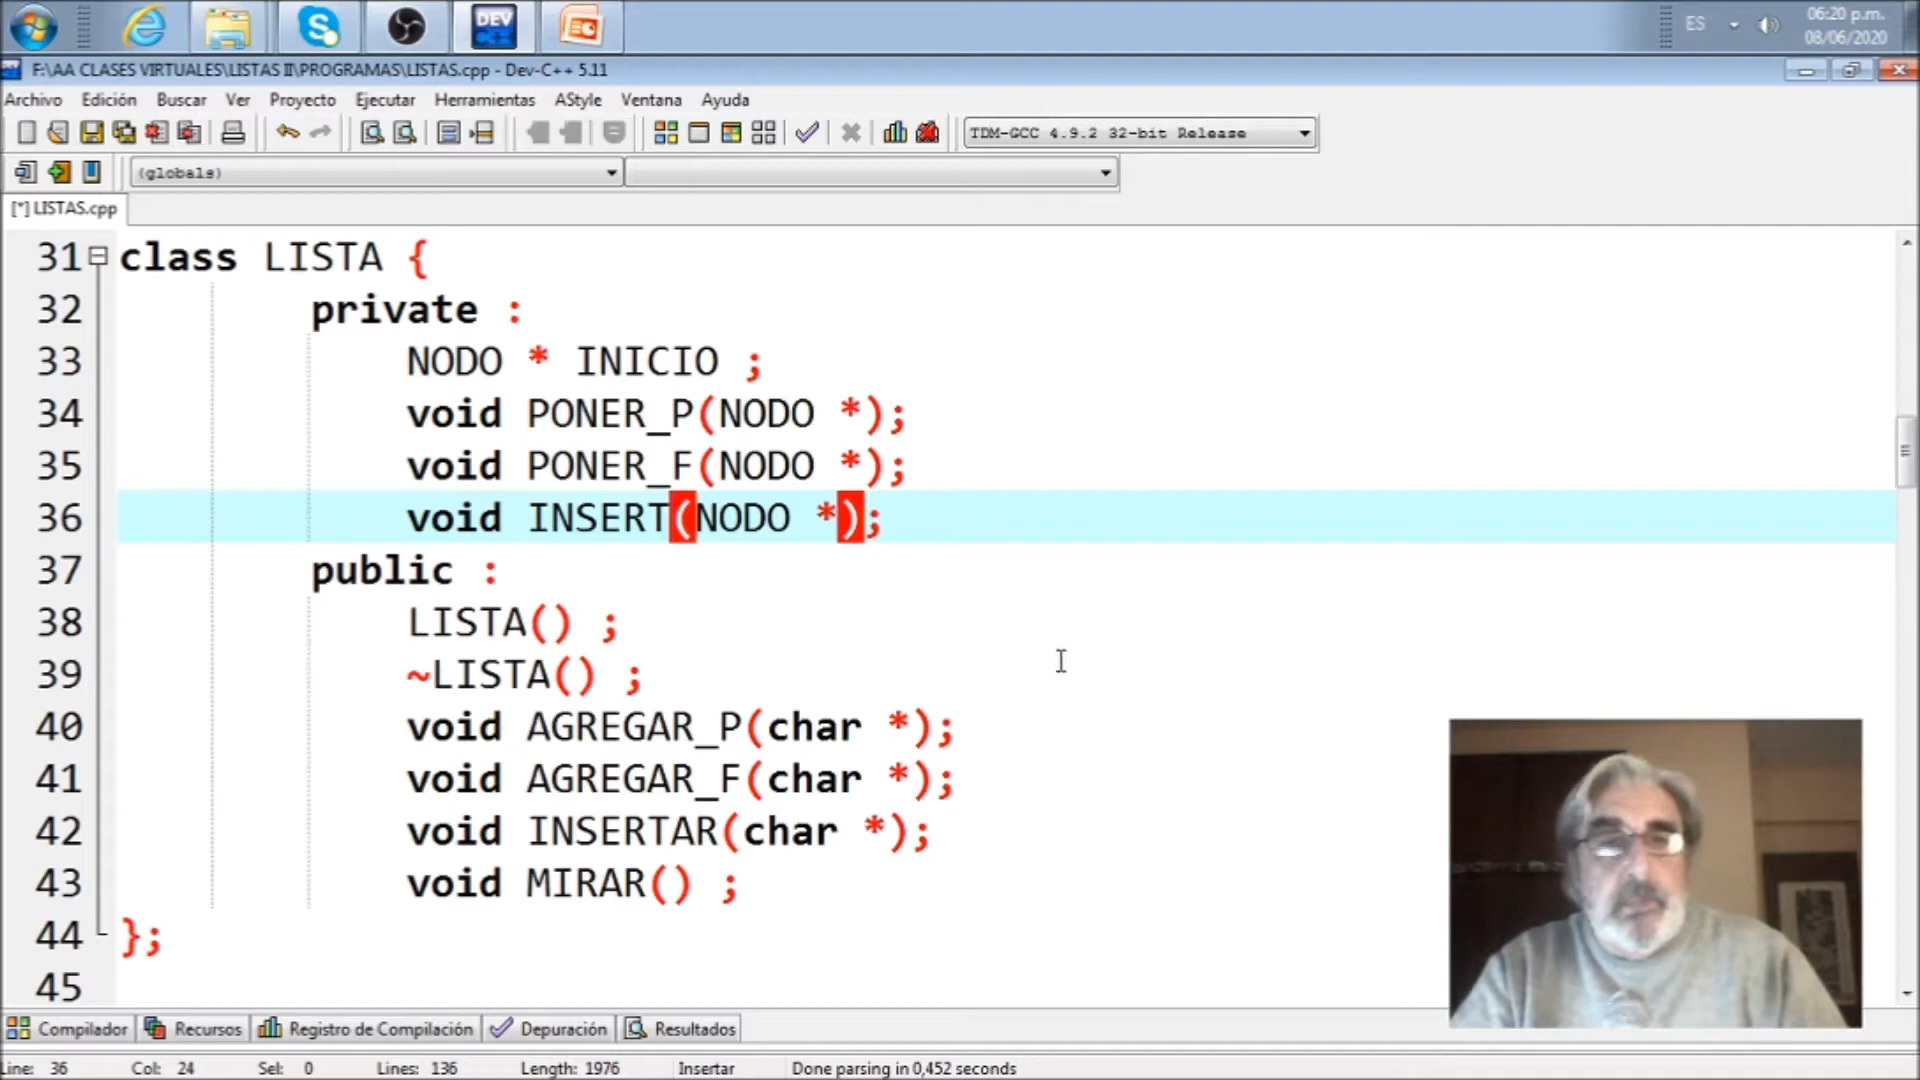 DEV
C++
ES
06:20 p.m.
08/06/2020
F:\AA CLASES VIRTUALES\LISTAS II\PROGRAMAS\LISTAS.cpp - Dev-C++ 5.11
Archivo Edición Buscar Ver Proyecto Ejecutar Herramientas AStyle Ventana Ayuda
TDM-GCC 4.9.2 32-bit Release
(globals)
[*] LISTAS.cpp
31 class LISTA {
32 private :
33 NODO * INICIO ;
34 void PONER_P(NODO *);
35 void PONER_F(NODO *);
36 void INSERT(NODO *);
37 public :
38 LISTA() ;
39 ~LISTA() ;
40 void AGREGAR_P(char *);
41 void AGREGAR_F(char *);
42 void INSERTAR(char *);
43 void MIRAR() ;
44 };
45
Compilador Recursos Registro de Compilación Depuración Resultados
Line: 36 Col: 24 Sel: 0 Lines: 136 Length: 1976 Insertar Done parsing in 0,452 seconds